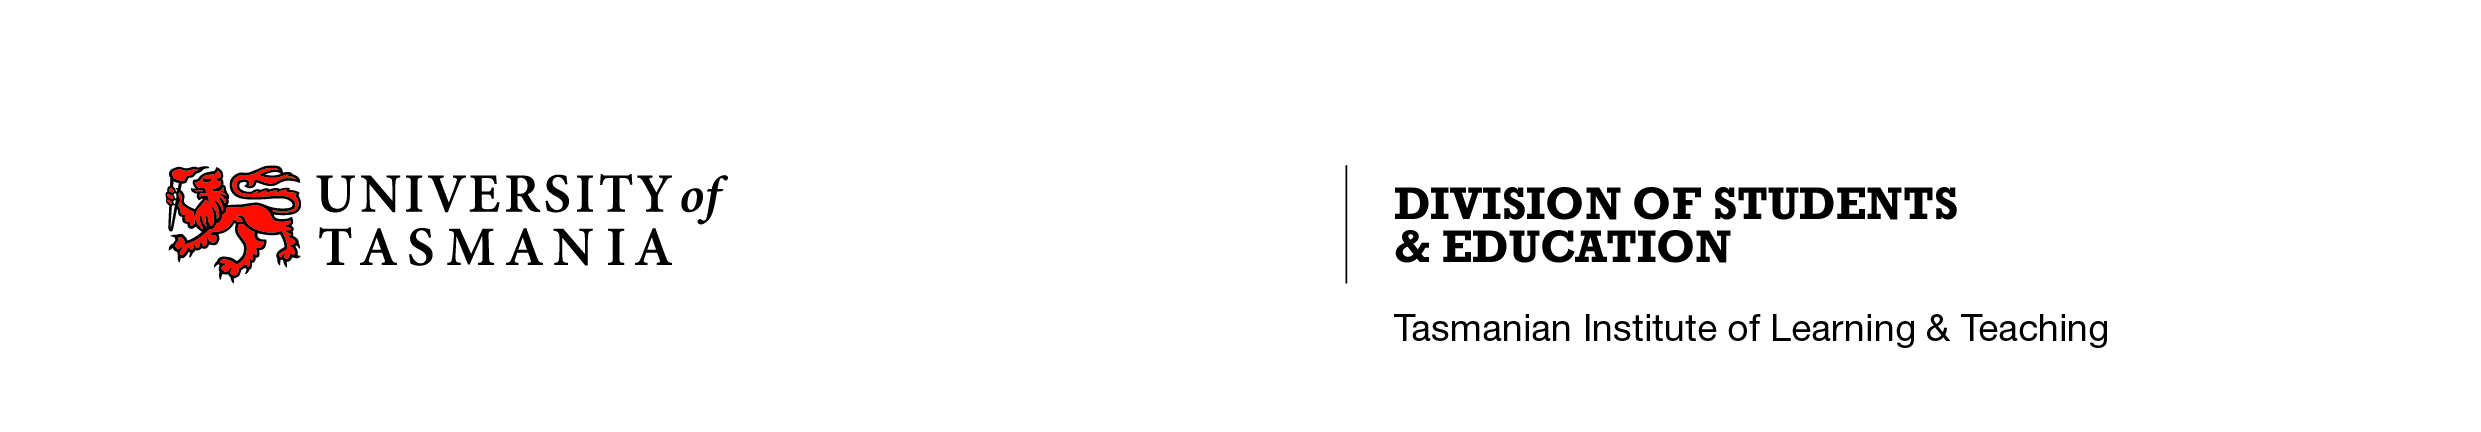 UNIVERSITY of
TASMANIA
DIVISION OF STUDENTS
& EDUCATION
Tasmanian Institute of Learning & Teaching